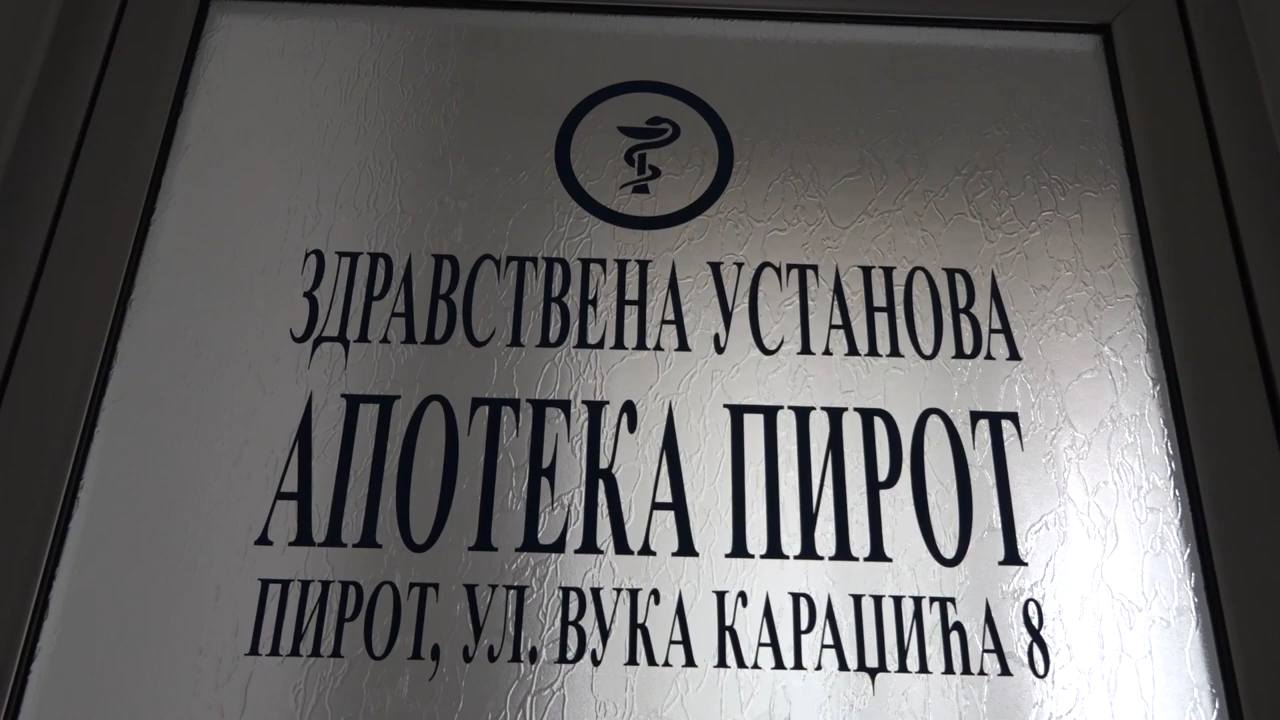 ЗДРАВСТВЕНА УСТАНОВА
АПОТЕКА ПИРОТ
ПИРОТ, УЛ. ВУКА КАРАЏИЋА 8